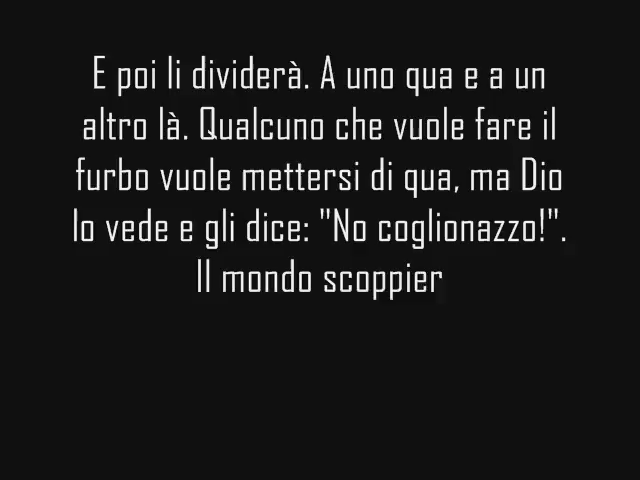 E poi li dividerà. A uno qua e a un
altro là. Qualcuno che vuole fare il
furbo vuole mettersi di qua, ma Dio
lo vede e gli dice: "No coglionazzo!".
Il mondo scoppier